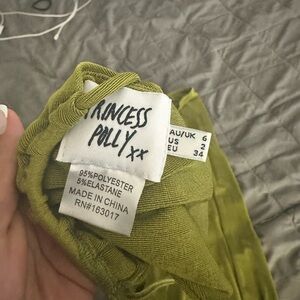 PRINCESS
POLLY xx
AU/UK 6
US 2
EU 34
95%POLYESTER
5%ELASTANE
MADE IN CHINA
RN#163017